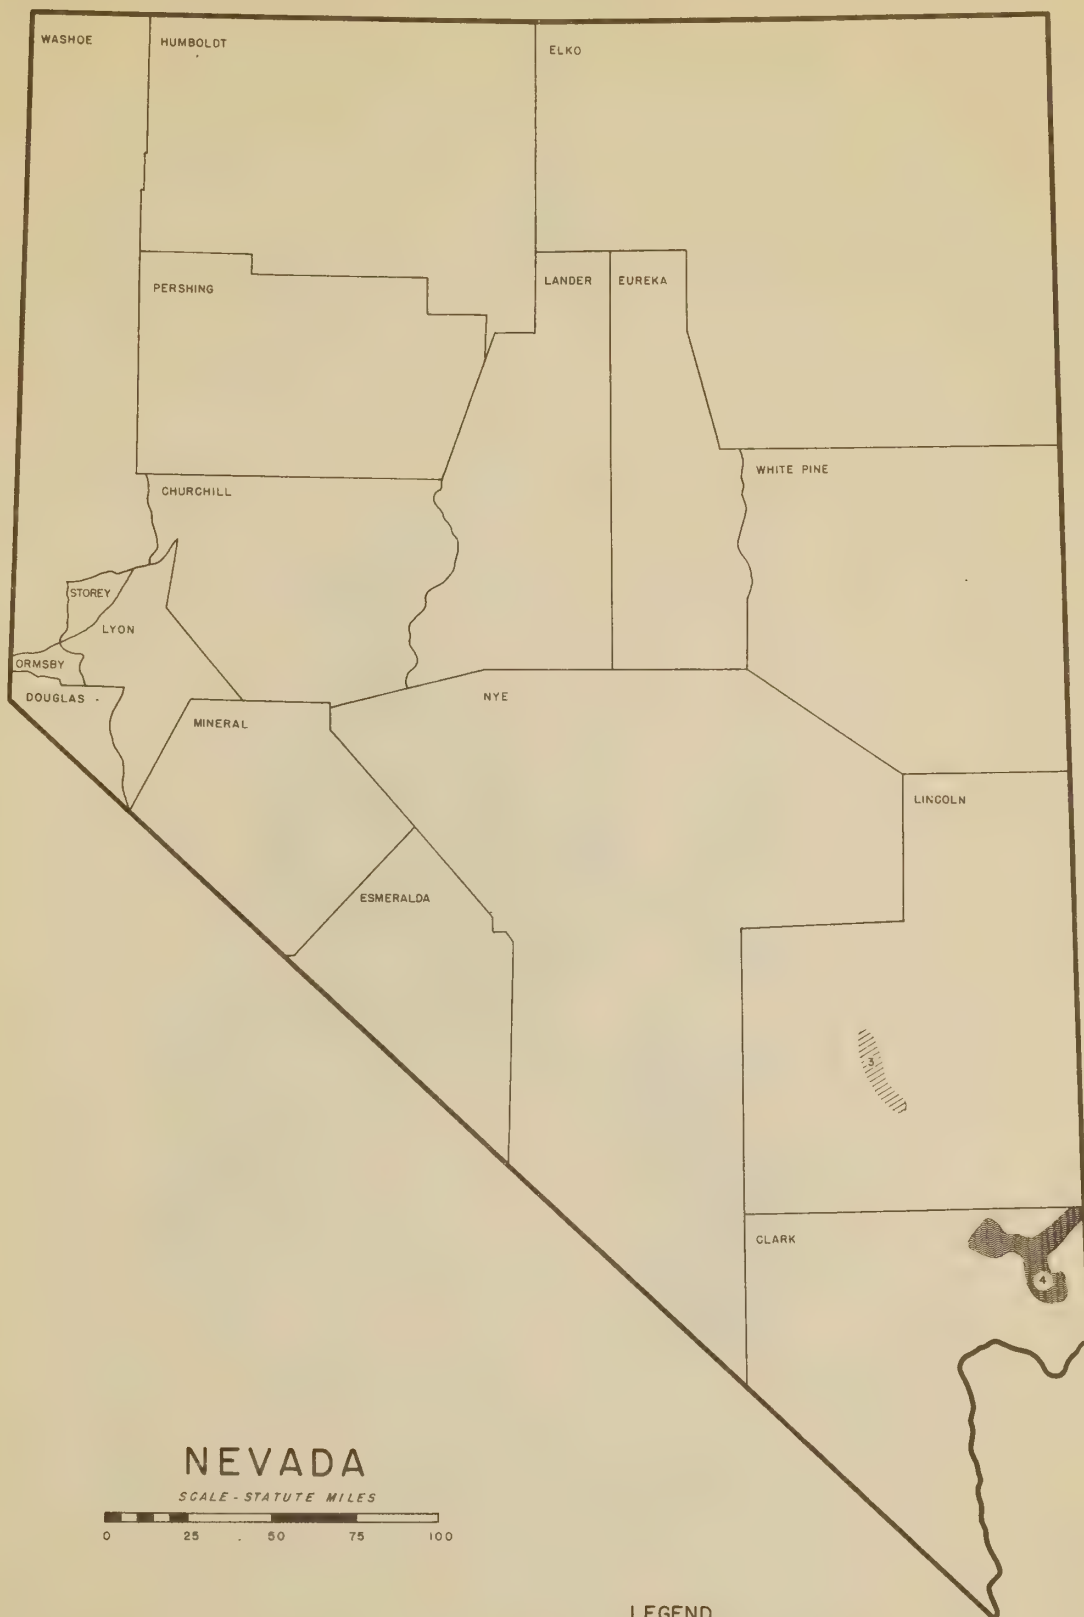 WASHOE
HUMBOLDT
ELKO
PERSHING
LANDER
EUREKA
WHITE PINE
CHURCHILL
STOREY
LYON
ORMSBY
DOUGLAS
MINERAL
NYE
LINCOLN
ESMERALDA
3
CLARK
4
NEVADA
SCALE - STATUTE MILES
0 25 50 75 100
LEGEND